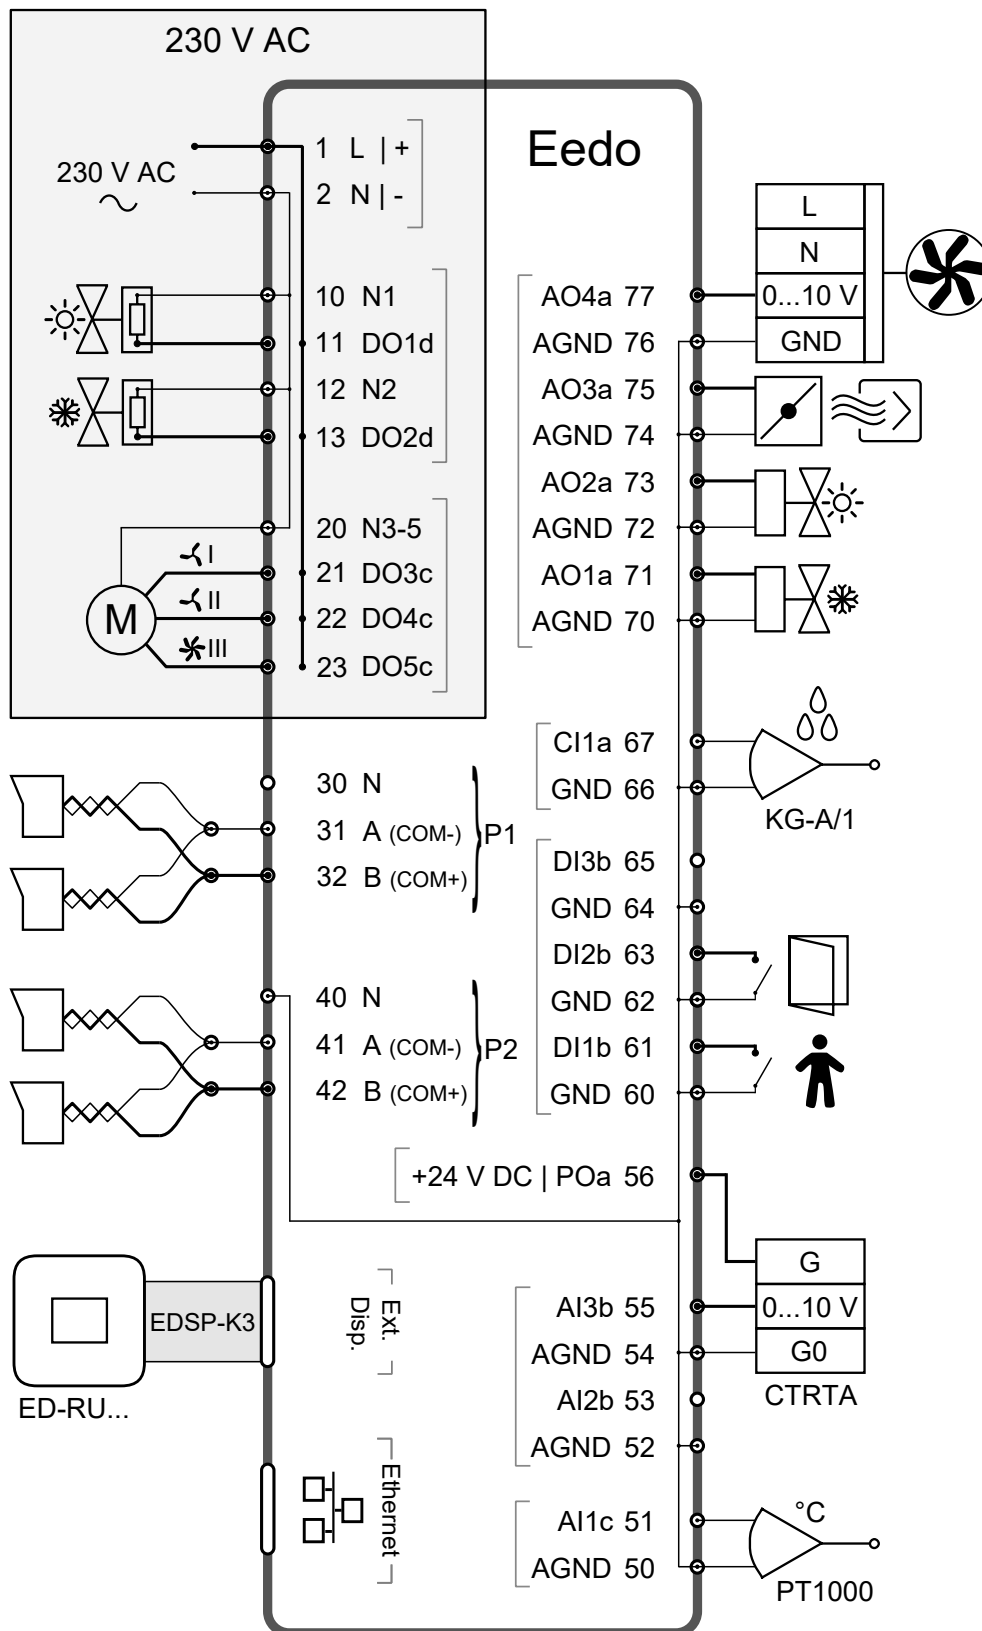 230 V AC
Eedo
230 V AC
1 L | +
2 N | -
10 N1
11 DO1d
12 N2
13 DO2d
20 N3-5
21 DO3c
22 DO4c
23 DO5c
I
II
III
M
30 N
31 A (COM-)
32 B (COM+)
P1
40 N
41 A (COM-)
42 B (COM+)
P2
EDSP-K3
ED-RU...
Ext.
Disp.
Ethernet
AO4a 77
AGND 76
AO3a 75
AGND 74
AO2a 73
AGND 72
AO1a 71
AGND 70
CI1a 67
GND 66
DI3b 65
GND 64
DI2b 63
GND 62
DI1b 61
GND 60
+24 V DC | POa 56
AI3b 55
AGND 54
AI2b 53
AGND 52
AI1c 51
AGND 50
L
N
0...10 V
GND
KG-A/1
G
0...10 V
G0
CTRTA
°C
PT1000